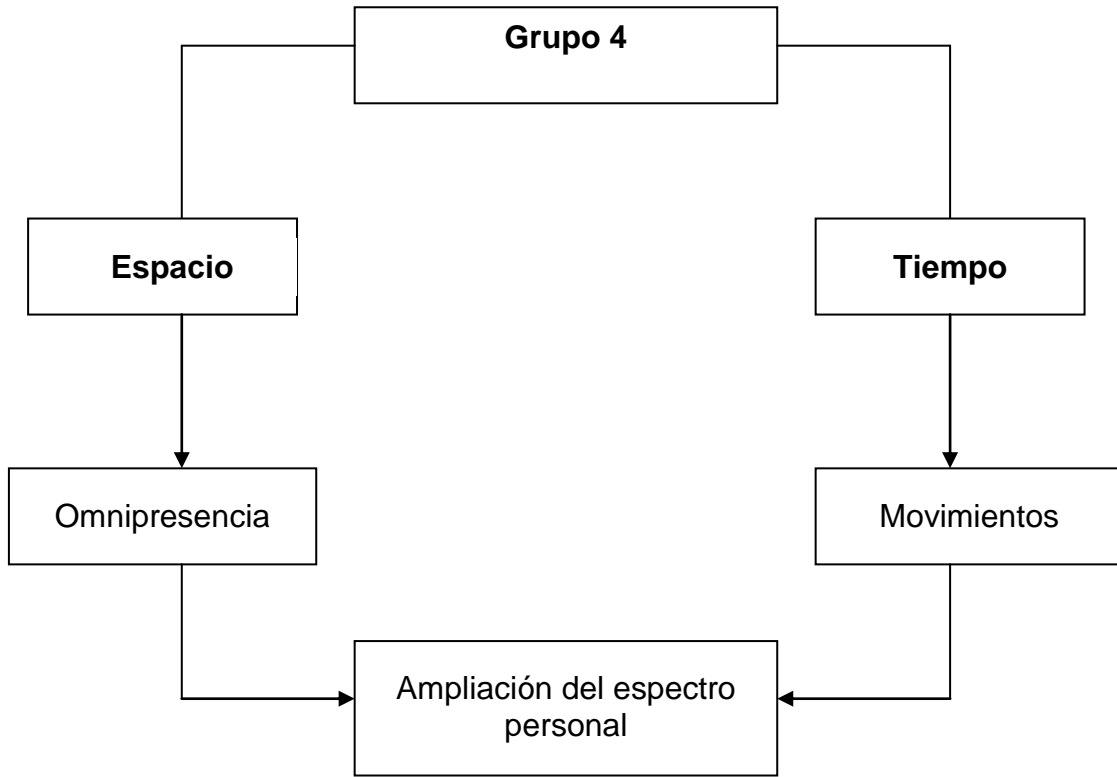 Grupo 4
Espacio
Tiempo
Omnipresencia
Movimientos
Ampliación del espectro
personal